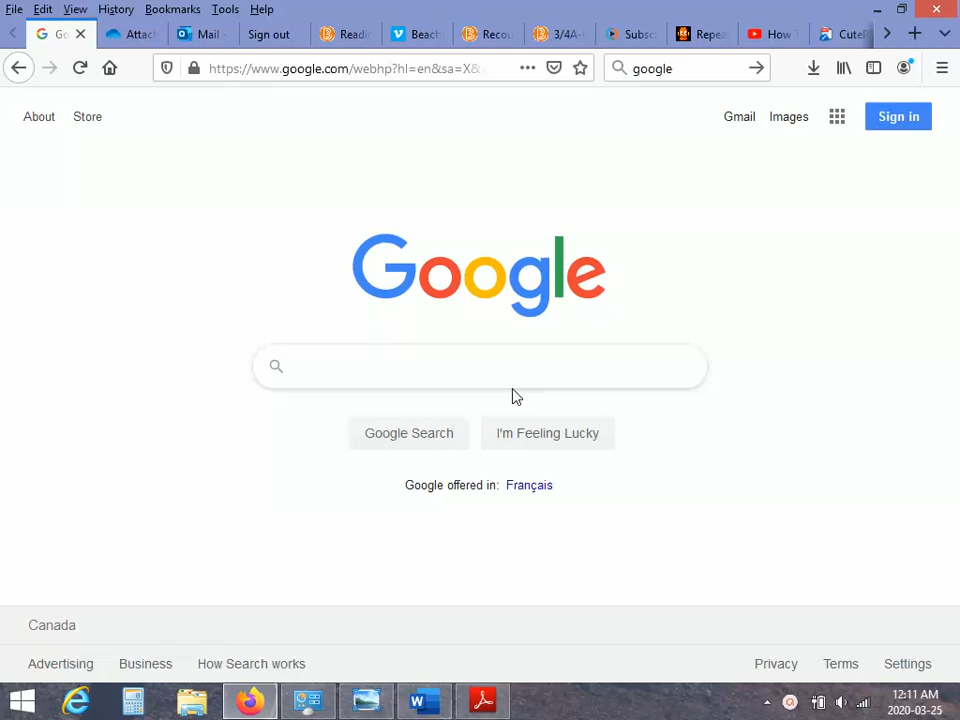 File Edit View History Bookmarks Tools Help
Go Attach Mail - Sign out Readi Beach Recou 3/4A- Subsc Repea How T CuteP
https://www.google.com/webhp?hl=en&sa=X& google
About Store Gmail Images Sign in
Google
Google Search I'm Feeling Lucky
Google offered in: Français
Canada
Advertising Business How Search works Privacy Terms Settings
12:11 AM
2020-03-25